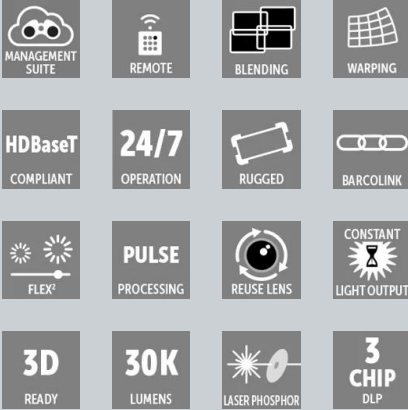 MANAGEMENT
SUITE
REMOTE
BLENDING
WARPING
HDBaseT
COMPLIANT
24/7
OPERATION
RUGGED
BARCOLINK
FLEX²
PULSE
PROCESSING
REUSE LENS
CONSTANT
LIGHT OUTPUT
3D
READY
30K
LUMENS
LASER PHOSPHOR
3
CHIP
DLP